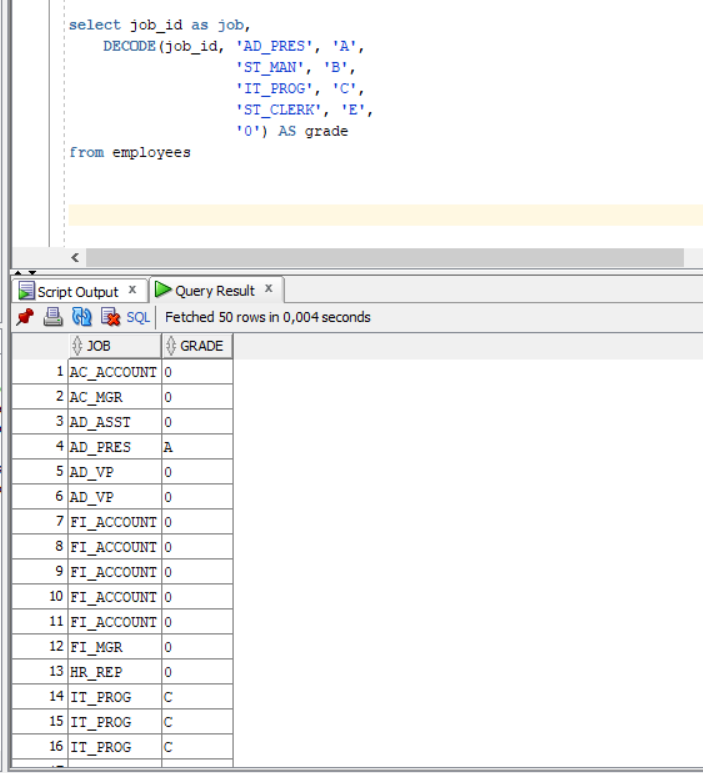 select job_id as job,
DECODE(job_id, 'AD_PRES', 'A',
'ST_MAN', 'B',
'IT_PROG', 'C',
'ST_CLERK', 'E',
'0') AS grade
from employees
Script Output x Query Result x
SQL | Fetched 50 rows in 0,004 seconds
JOB GRADE
1 AC_ACCOUNT 0
2 AC_MGR 0
3 AD_ASST 0
4 AD_PRES A
5 AD_VP 0
6 AD_VP 0
7 FI_ACCOUNT 0
8 FI_ACCOUNT 0
9 FI_ACCOUNT 0
10 FI_ACCOUNT 0
11 FI_ACCOUNT 0
12 FI_MGR 0
13 HR_REP 0
14 IT_PROG C
15 IT_PROG C
16 IT_PROG C